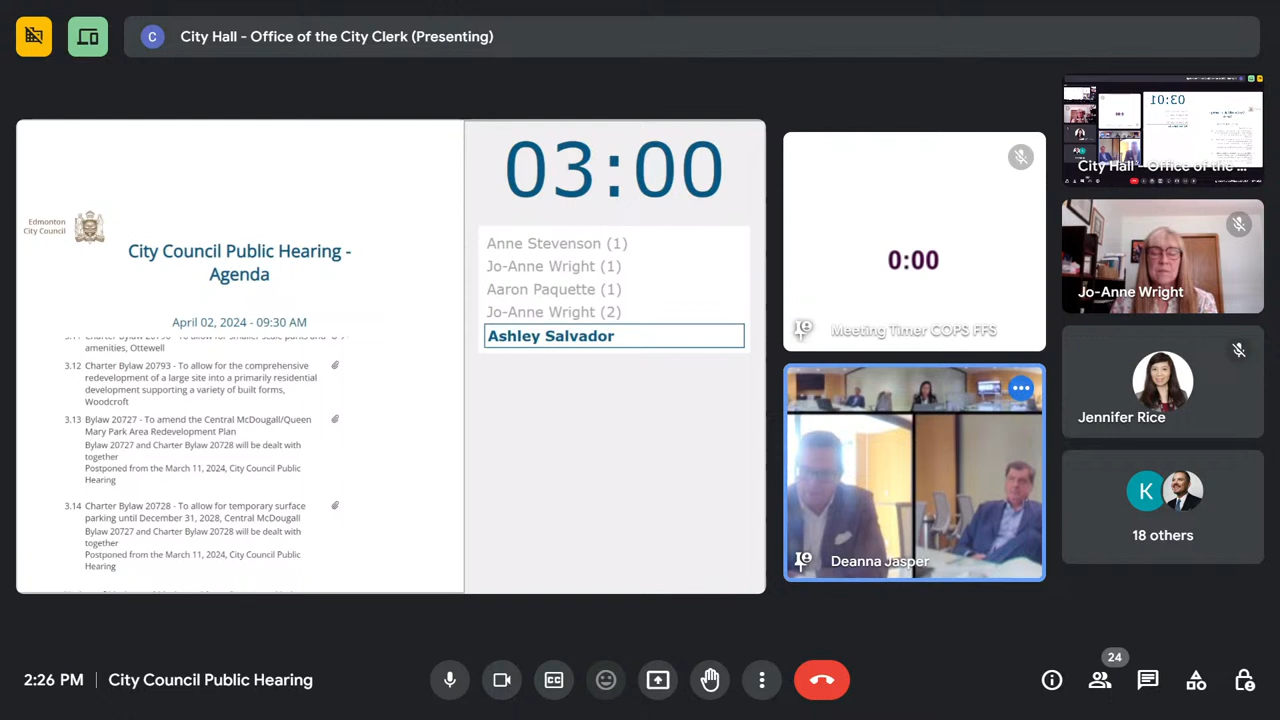 C City Hall - Office of the City Clerk (Presenting)
Edmonton
City Council
City Council Public Hearing -
Agenda
April 02, 2024 - 09:30 AM
amenities, Ottewell
3.12 Charter Bylaw 20793 - To allow for the comprehensive
redevelopment of a large site into a primarily residential
development supporting a variety of built forms,
Woodcroft
3.13 Bylaw 20727 - To amend the Central McDougall/Queen
Mary Park Area Redevelopment Plan
Bylaw 20727 and Charter Bylaw 20728 will be dealt with
together
Postponed from the March 11, 2024, City Council Public
Hearing
3.14 Charter Bylaw 20728 - To allow for temporary surface
parking until December 31, 2028, Central McDougall
Bylaw 20727 and Charter Bylaw 20728 will be dealt with
together
Postponed from the March 11, 2024, City Council Public
Hearing
03:00
Anne Stevenson (1)
Jo-Anne Wright (1)
Aaron Paquette (1)
Jo-Anne Wright (2)
Ashley Salvador
0:00
Meeting Timer COPS FFS
Deanna Jasper
03:01
City Hall - Office of the ...
Jo-Anne Wright
Jennifer Rice
K
18 others
2:26 PM | City Council Public Hearing
CC
24